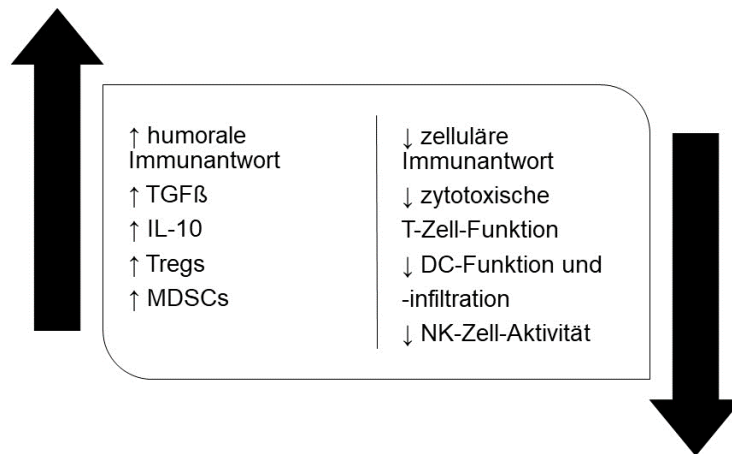 ↑ humorale
Immunantwort
↑ TGFß
↑ IL-10
↑ Tregs
↑ MDSCs
↓ zelluläre
Immunantwort
↓ zytotoxische
T-Zell-Funktion
↓ DC-Funktion und
-infiltration
↓ NK-Zell-Aktivität